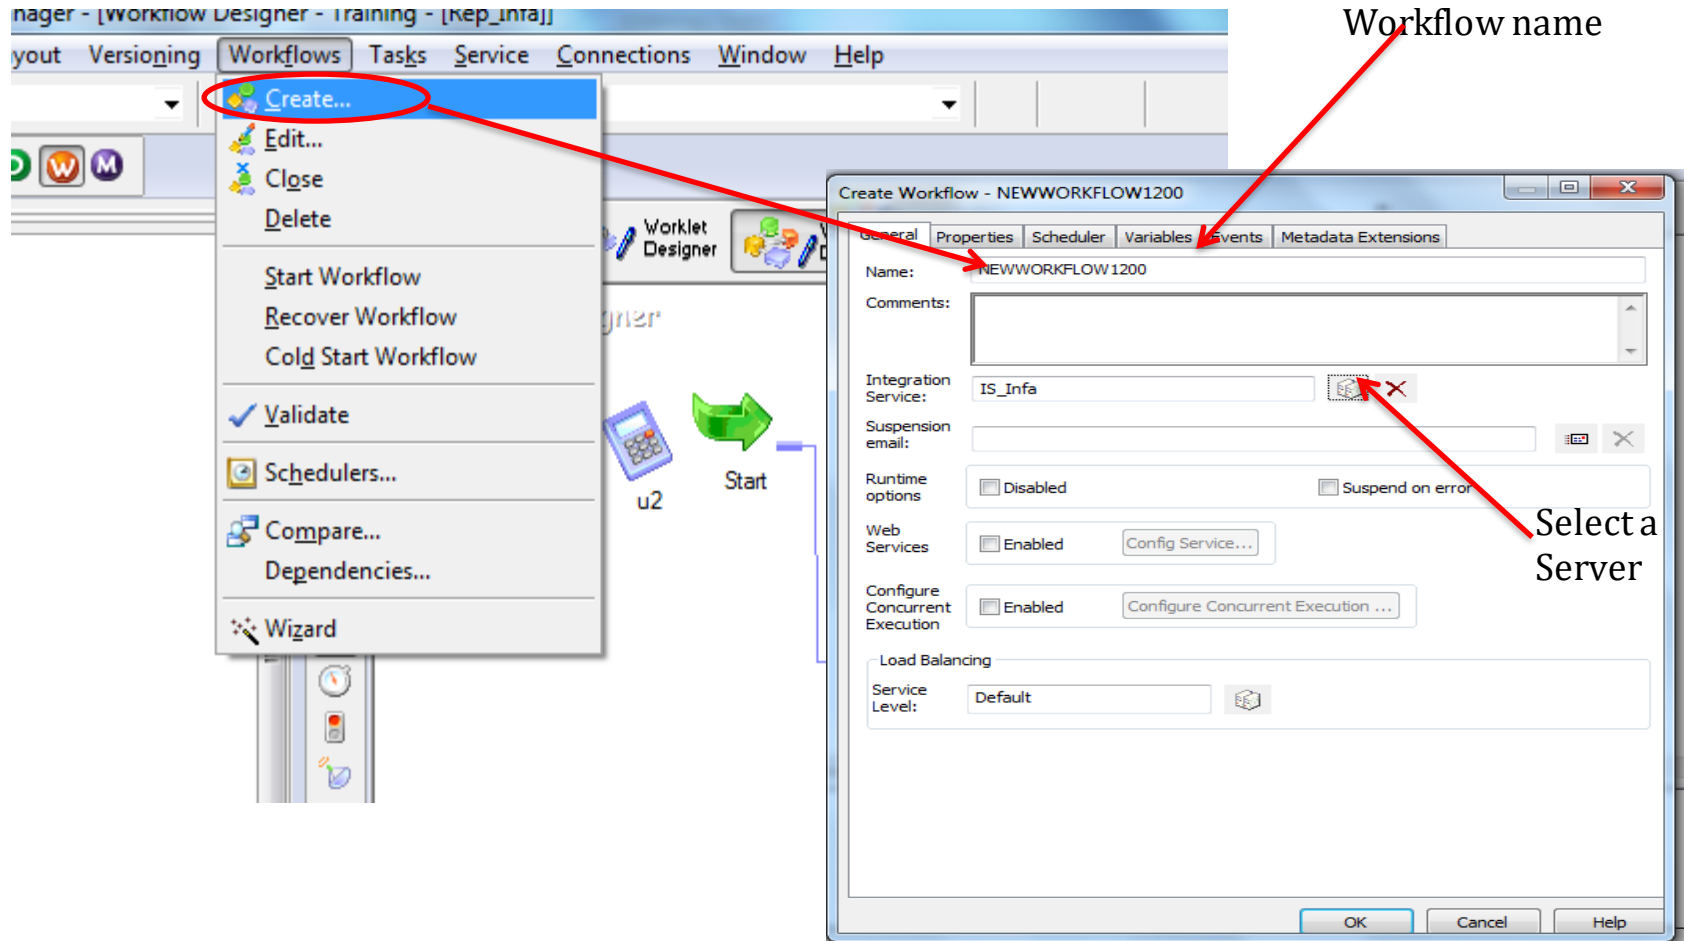 nager - [Workflow Designer - Training - [Rep_Infa]]
Workflow name
yout Versioning Workflows Tasks Service Connections Window Help
Create...
Edit...
Close
Delete
Start Workflow
Recover Workflow
Cold Start Workflow
Validate
Schedulers...
Compare...
Dependencies...
Wizard
W M
Worklet
Designer
gner
u2
Start
Create Workflow - NEWWORKFLOW1200
General Properties Scheduler Variables Events Metadata Extensions
Name: NEWWORKFLOW1200
Comments:
Integration
Service: IS_Infa
Suspension
email:
Runtime
options Disabled Suspend on error
Select a
Server
Web
Services Enabled Config Service...
Configure
Concurrent
Execution Enabled Configure Concurrent Execution ...
Load Balancing
Service
Level: Default
OK Cancel Help